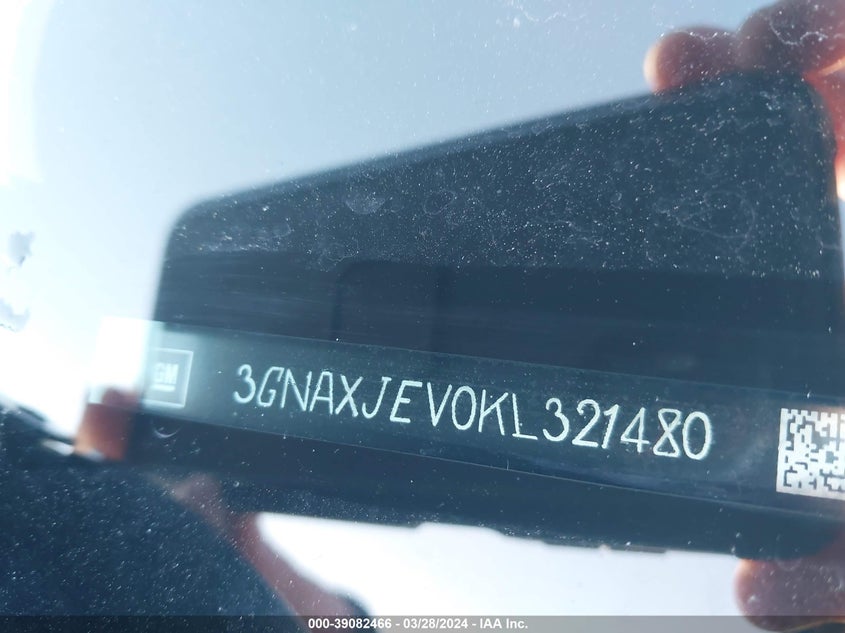 GM
3GNAXJEV0KL321480
000-39082466 - 03/28/2024 - IAA Inc.